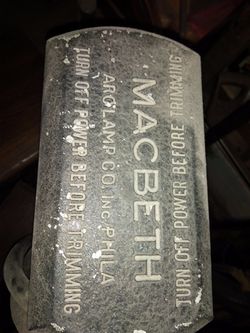 TURN OFF POWER BEFORE TRIMMING
MACBETH
ARC LAMP CO. INC. PHILA
TURN OFF POWER BEFORE TRIMMING